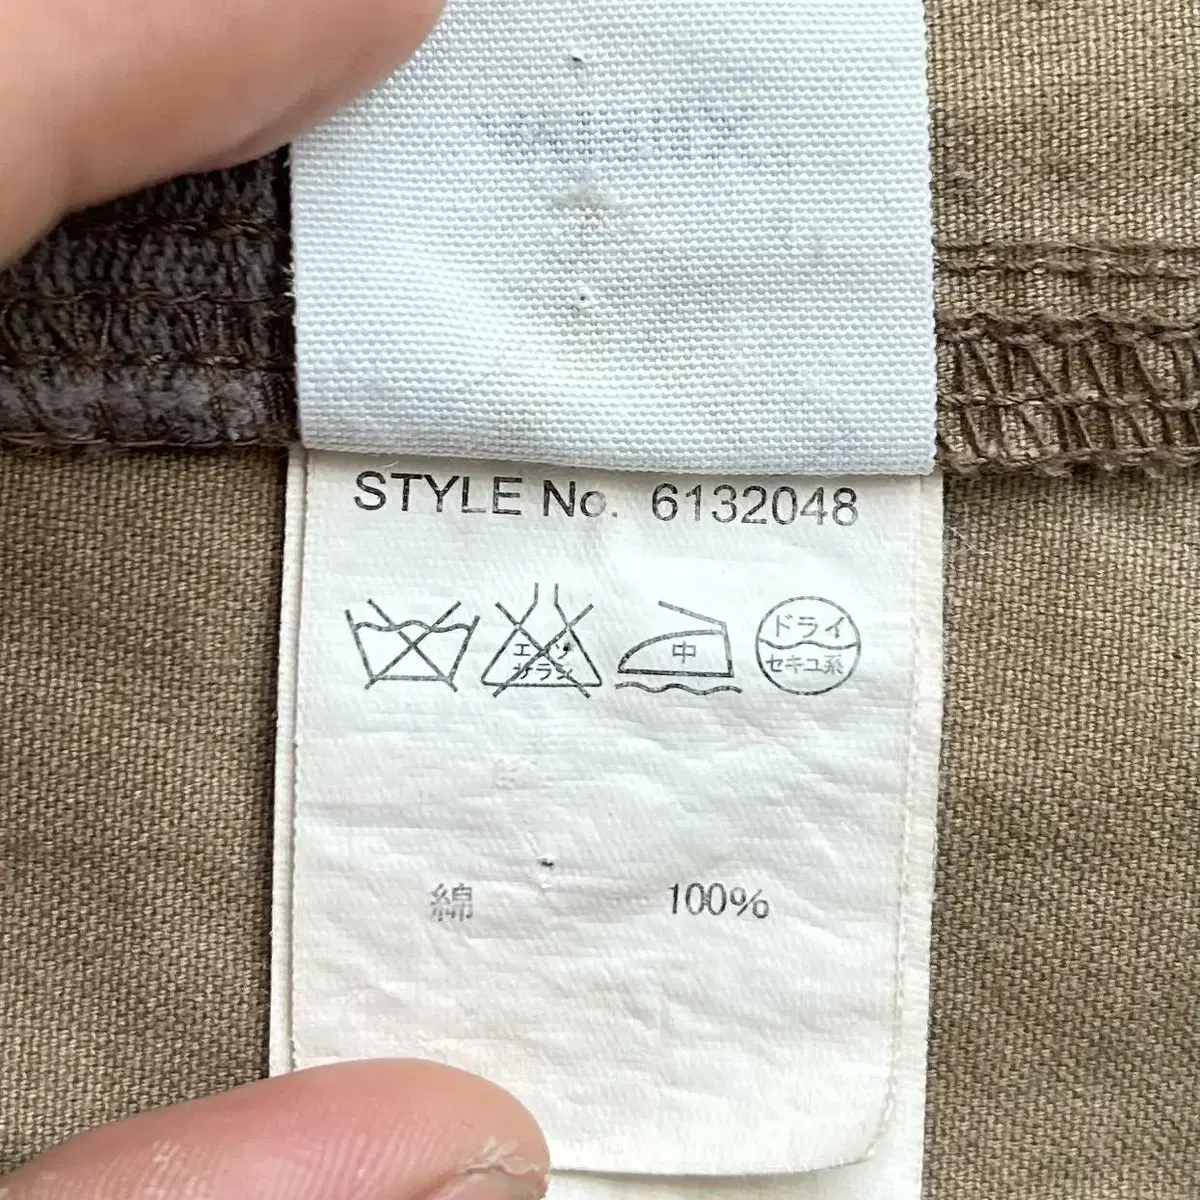 STYLE No. 6132048
エンソ
サラシ
中
ドライ
セキユ系
綿 100%